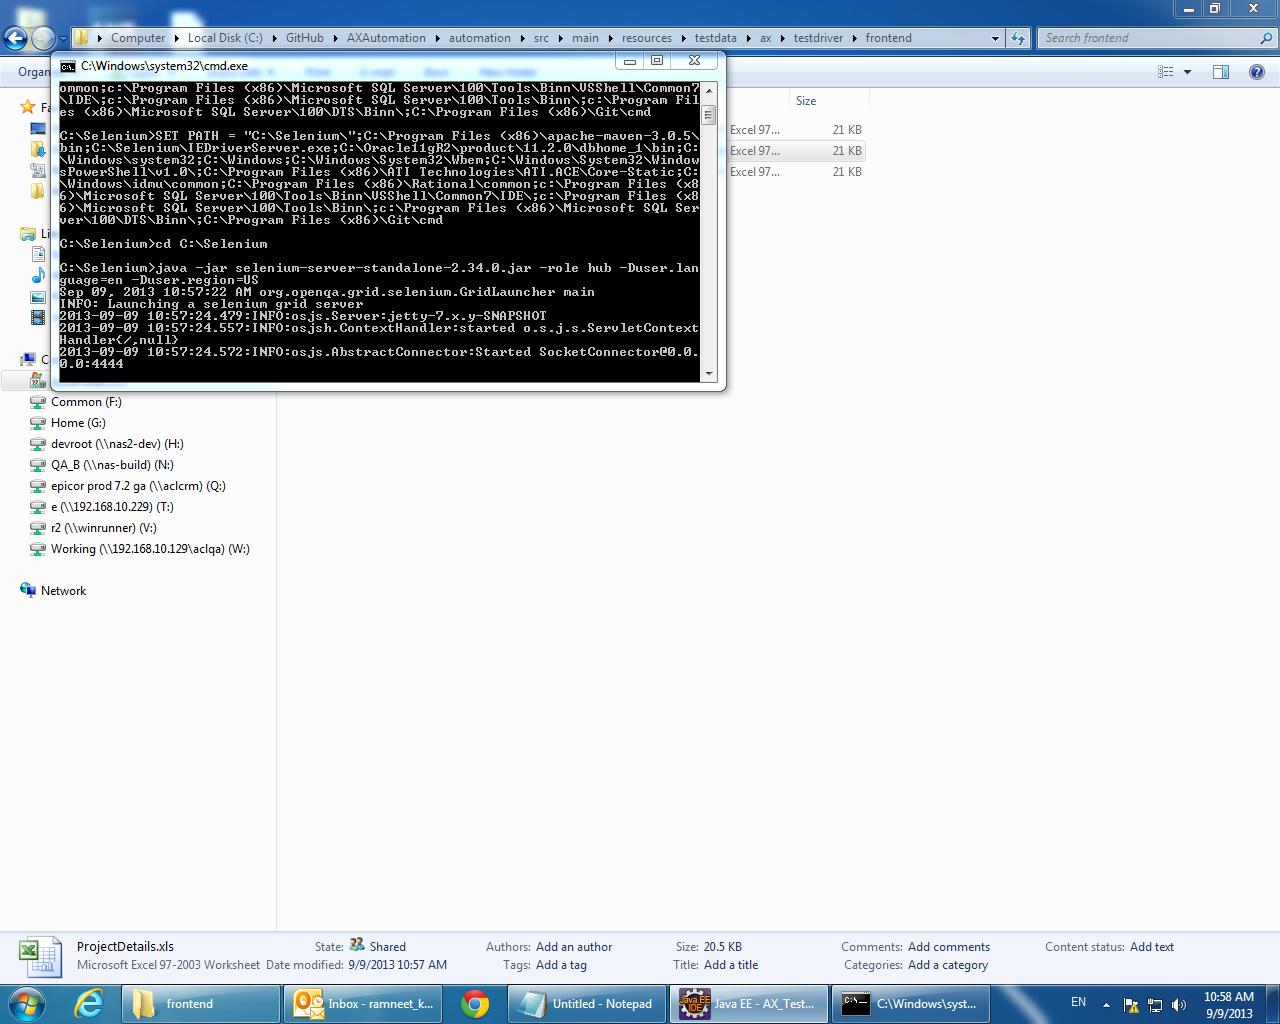 Computer
Local Disk (C:)
GitHub
AXAutomation
automation
src
main
resources
testdata
ax
testdriver
frontend
Search frontend
Organ
C:\Windows\system32\cmd.exe
ommon;c:\Program Files (x86)\Microsoft SQL Server\100\Tools\Binn\VSShell\Common7
\IDE\;c:\Program Files (x86)\Microsoft SQL Server\100\Tools\Binn\;c:\Program Fil
es (x86)\Microsoft SQL Server\100\DTS\Binn\;C:\Program Files (x86)\Git\cmd
C:\Selenium>SET PATH = "C:\Selenium\";C:\Program Files (x86)\apache-maven-3.0.5\
bin;C:\Selenium\IEDriverServer.exe;C:\Oracle11gR2\product\11.2.0\dbhome_1\bin;C:
\Windows\system32;C:\Windows;C:\Windows\System32\Wbem;C:\Windows\System32\Window
sPowerShell\v1.0\;C:\Program Files (x86)\ATI Technologies\ATI.ACE\Core-Static;C:
\Windows\idmu\common;C:\Program Files (x86)\Rational\common;c:\Program Files (x8
6)\Microsoft SQL Server\100\Tools\Binn\VSShell\Common7\IDE\;c:\Program Files (x8
6)\Microsoft SQL Server\100\Tools\Binn\;c:\Program Files (x86)\Microsoft SQL Ser
ver\100\DTS\Binn\;C:\Program Files (x86)\Git\cmd
C:\Selenium>cd C:\Selenium
C:\Selenium>java -jar selenium-server-standalone-2.34.0.jar -role hub -Duser.lan
guage=en -Duser.region=US
Sep 09, 2013 10:57:22 AM org.openqa.grid.selenium.GridLauncher main
INFO: Launching a selenium grid server
2013-09-09 10:57:24.479:INFO:osjs.Server:jetty-7.x.y-SNAPSHOT
2013-09-09 10:57:24.557:INFO:osjsh.ContextHandler:started o.s.j.s.ServletContext
Handler{/,null}
2013-09-09 10:57:24.572:INFO:osjs.AbstractConnector:Started SocketConnector@0.0.
0.0:4444
Size
Excel 97... 21 KB
Excel 97... 21 KB
Excel 97... 21 KB
Fa
Li
C
Common (F:)
Home (G:)
devroot (\\nas2-dev) (H:)
QA_B (\\nas-build) (N:)
epicor prod 7.2 ga (\\aclcrm) (Q:)
e (\\192.168.10.229) (T:)
r2 (\\winrunner) (V:)
Working (\\192.168.10.129\aclqa) (W:)
Network
ProjectDetails.xls State: Shared Authors: Add an author Size: 20.5 KB Comments: Add comments Content status: Add text
Microsoft Excel 97-2003 Worksheet Date modified: 9/9/2013 10:57 AM Tags: Add a tag Title: Add a title Categories: Add a category
frontend
Inbox - ramneet_k...
Untitled - Notepad
Java EE - AX_Test...
C:\Windows\syst...
EN
10:58 AM
9/9/2013